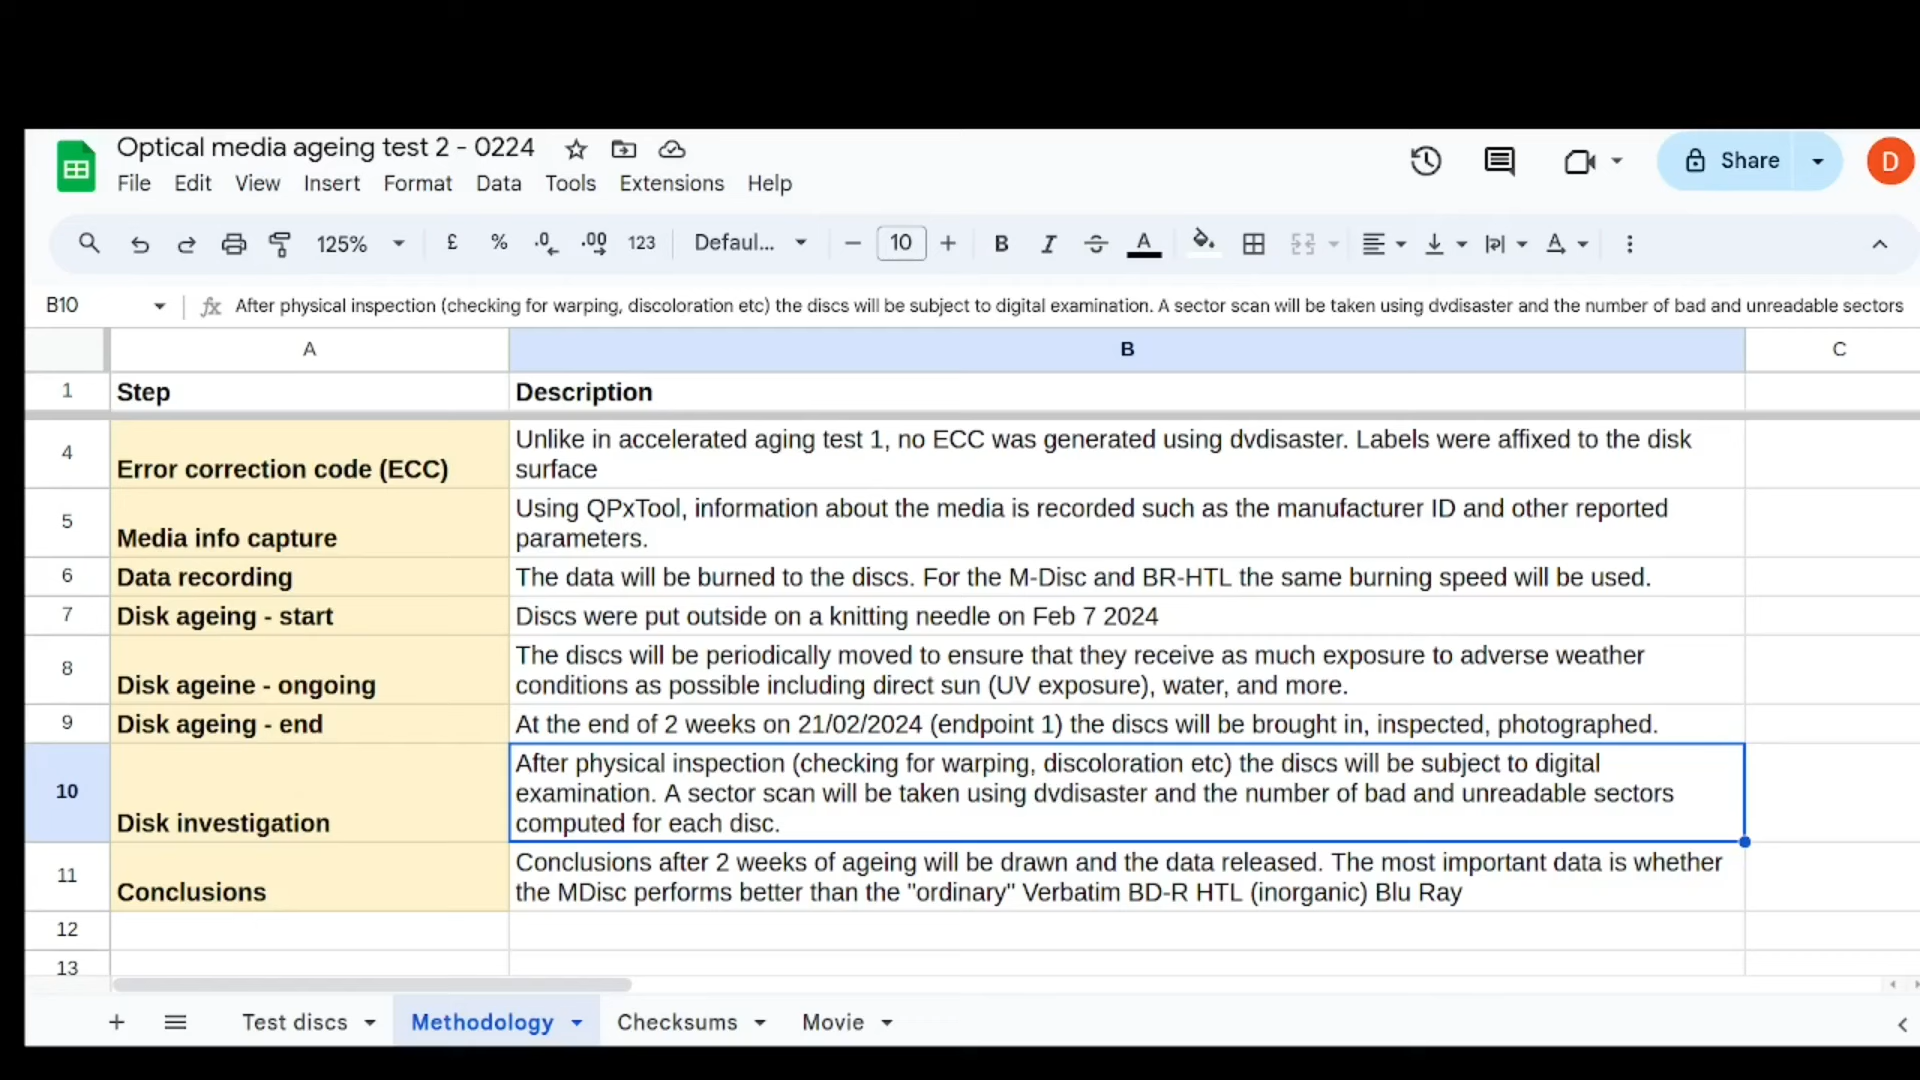 Optical media ageing test 2 - 0224
File Edit View Insert Format Data Tools Extensions Help
Share
D
125% £ % .0 .00 123 Defaul... 10 B I S A A
B10 fx After physical inspection (checking for warping, discoloration etc) the discs will be subject to digital examination. A sector scan will be taken using dvdisaster and the number of bad and unreadable sectors
A B C
1 Step Description
4 Error correction code (ECC) Unlike in accelerated aging test 1, no ECC was generated using dvdisaster. Labels were affixed to the disk
surface
5 Media info capture Using QPxTool, information about the media is recorded such as the manufacturer ID and other reported
parameters.
6 Data recording The data will be burned to the discs. For the M-Disc and BR-HTL the same burning speed will be used.
7 Disk ageing - start Discs were put outside on a knitting needle on Feb 7 2024
8 Disk ageine - ongoing The discs will be periodically moved to ensure that they receive as much exposure to adverse weather
conditions as possible including direct sun (UV exposure), water, and more.
9 Disk ageing - end At the end of 2 weeks on 21/02/2024 (endpoint 1) the discs will be brought in, inspected, photographed.
10 Disk investigation After physical inspection (checking for warping, discoloration etc) the discs will be subject to digital
examination. A sector scan will be taken using dvdisaster and the number of bad and unreadable sectors
computed for each disc.
11 Conclusions Conclusions after 2 weeks of ageing will be drawn and the data released. The most important data is whether
the MDisc performs better than the "ordinary" Verbatim BD-R HTL (inorganic) Blu Ray
12
13
Test discs Methodology Checksums Movie